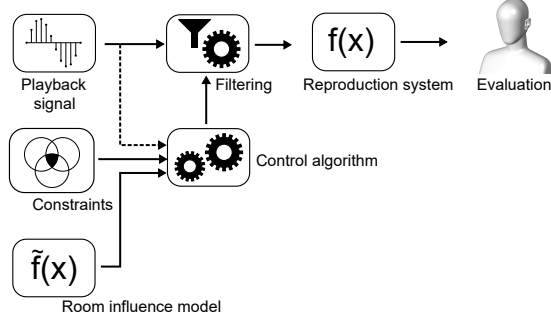 f(x)
Playback
signal
Filtering
Reproduction system
Evaluation
Control algorithm
Constraints
f̃(x)
Room influence model